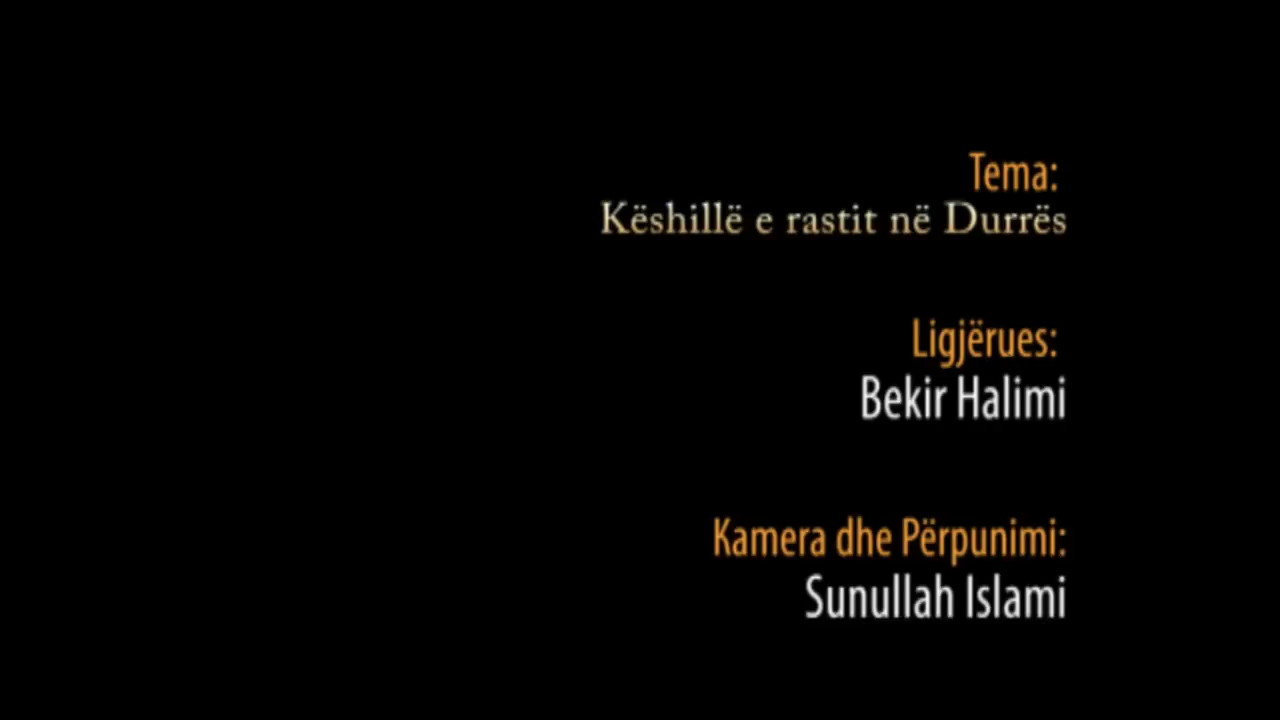 Tema:
Këshillë e rastit në Durrës
Ligjërues:
Bekir Halimi
Kamera dhe Përpunimi:
Sunullah Islami